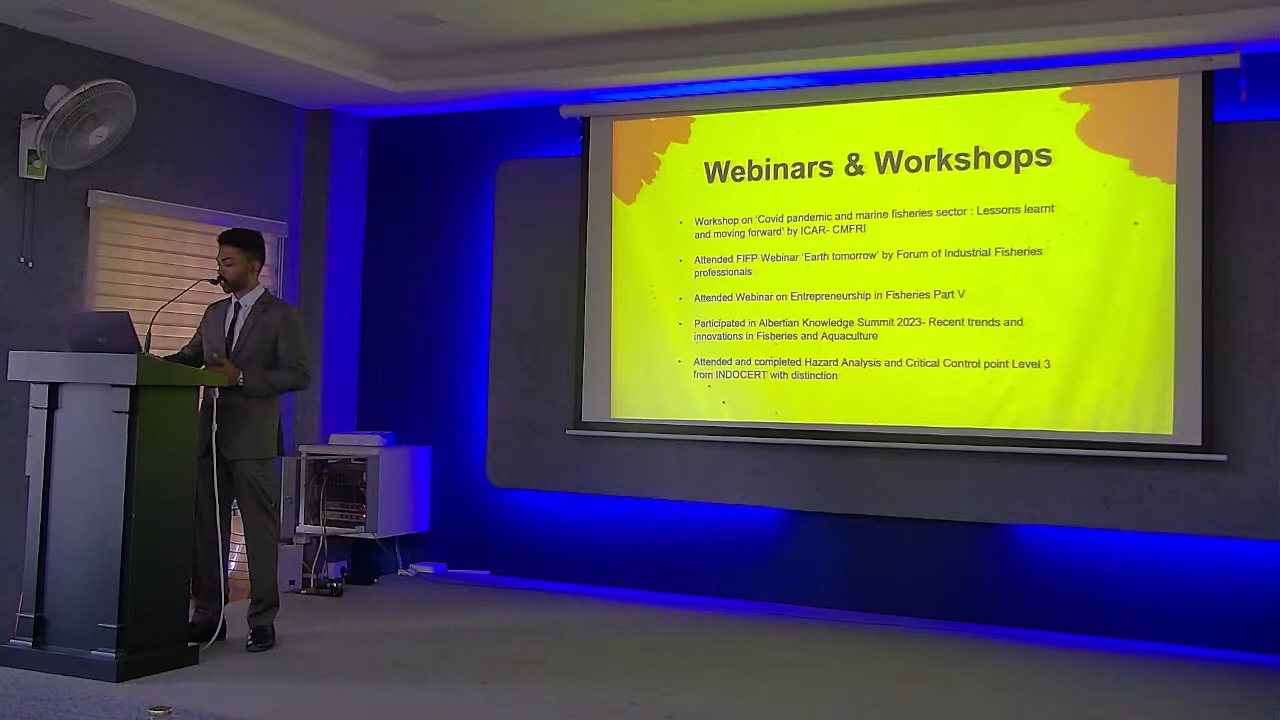 Webinars & Workshops
Workshop on 'Covid pandemic and marine fisheries sector : Lessons learnt
and moving forward' by ICAR- CMFRI
Attended FIFP Webinar 'Earth tomorrow' by Forum of Industrial Fisheries
professionals
Attended Webinar on Entrepreneurship in Fisheries Part V
Participated in Albertian Knowledge Summit 2023- Recent trends and
innovations in Fisheries and Aquaculture
Attended and completed Hazard Analysis and Critical Control point Level 3
from INDOCERT with distinction